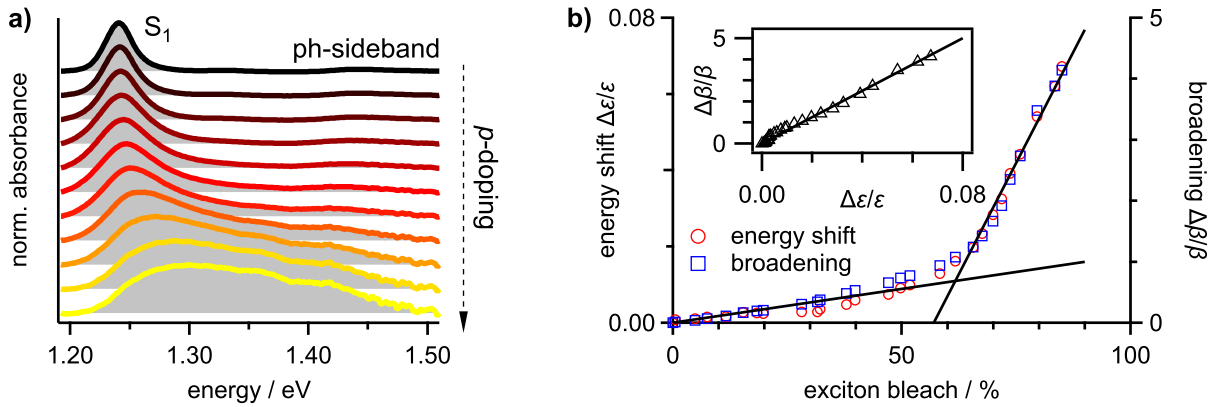 a)
S1
ph-sideband
p-doping
norm. absorbance
1.20
1.30
1.40
1.50
energy / eV
b)
0.08
0.00
energy shift Δε/ε
5
0
Δβ/β
0.00
0.08
Δε/ε
energy shift
broadening
5
0
broadening Δβ/β
0
50
100
exciton bleach / %